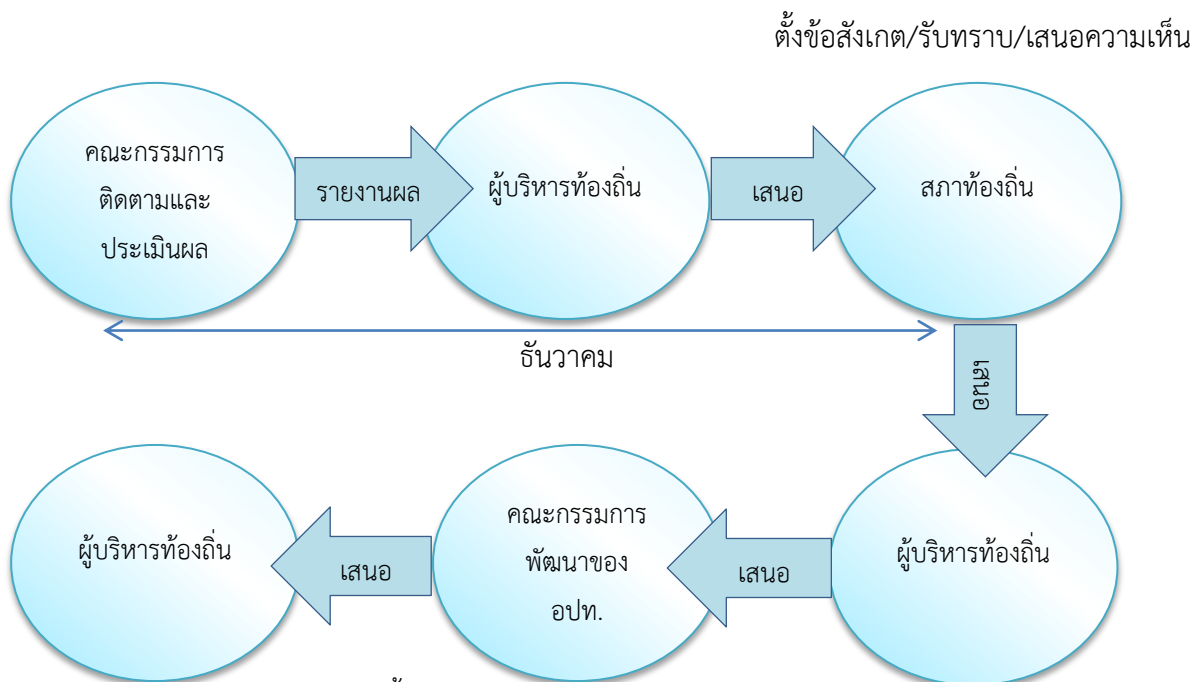 ตั้งข้อสังเกต/รับทราบ/เสนอความเห็น
คณะกรรมการ
ติดตามและ
ประเมินผล
รายงานผล
ผู้บริหารท้องถิ่น
เสนอ
สภาท้องถิ่น
ธันวาคม
เสนอ
ผู้บริหารท้องถิ่น
เสนอ
คณะกรรมการ
พัฒนาของ
อปท.
เสนอ
ผู้บริหารท้องถิ่น